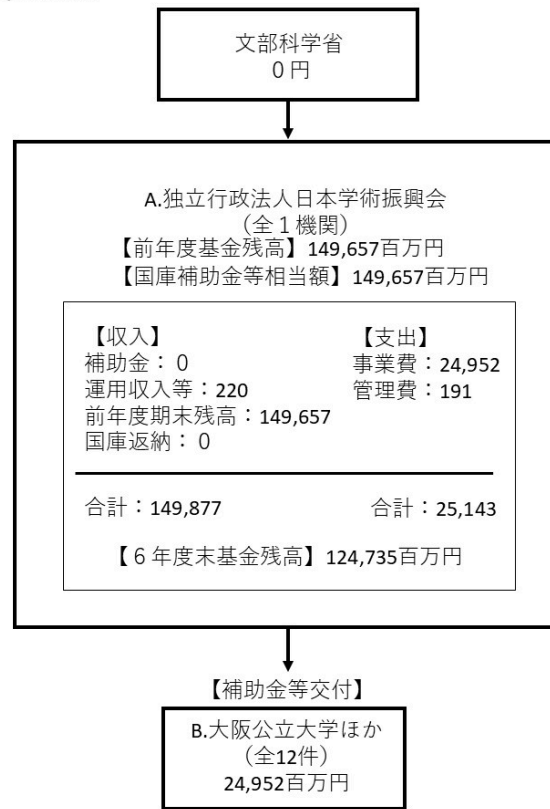 文部科学省
０円
A.独立行政法人日本学術振興会
（全１機関）
【前年度基金残高】149,657百万円
【国庫補助金等相当額】149,657百万円
【収入】 【支出】
補助金：０ 事業費：24,952
運用収入等：220 管理費：191
前年度期末残高：149,657
国庫返納：０
合計：149,877 合計：25,143
【６年度末基金残高】124,735百万円
【補助金等交付】
B.大阪公立大学ほか
（全12件）
24,952百万円